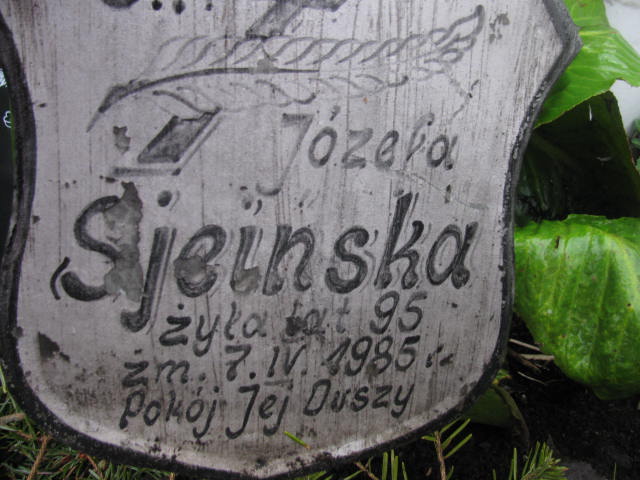 Józefa
Sjeińska
żyła lat 95
zm. 7. IV. 1985 r.
Pokój Jej Duszy